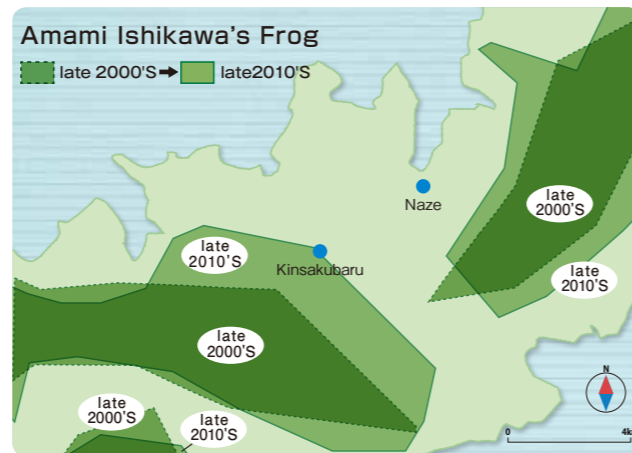 Amami Ishikawa’s Frog
late 2000'S ➡ late2010'S
late
2000'S
Naze
late
2010'S
Kinsakubaru
late
2010'S
late
2000'S
late
2000'S
late
2010'S
N
0 4k